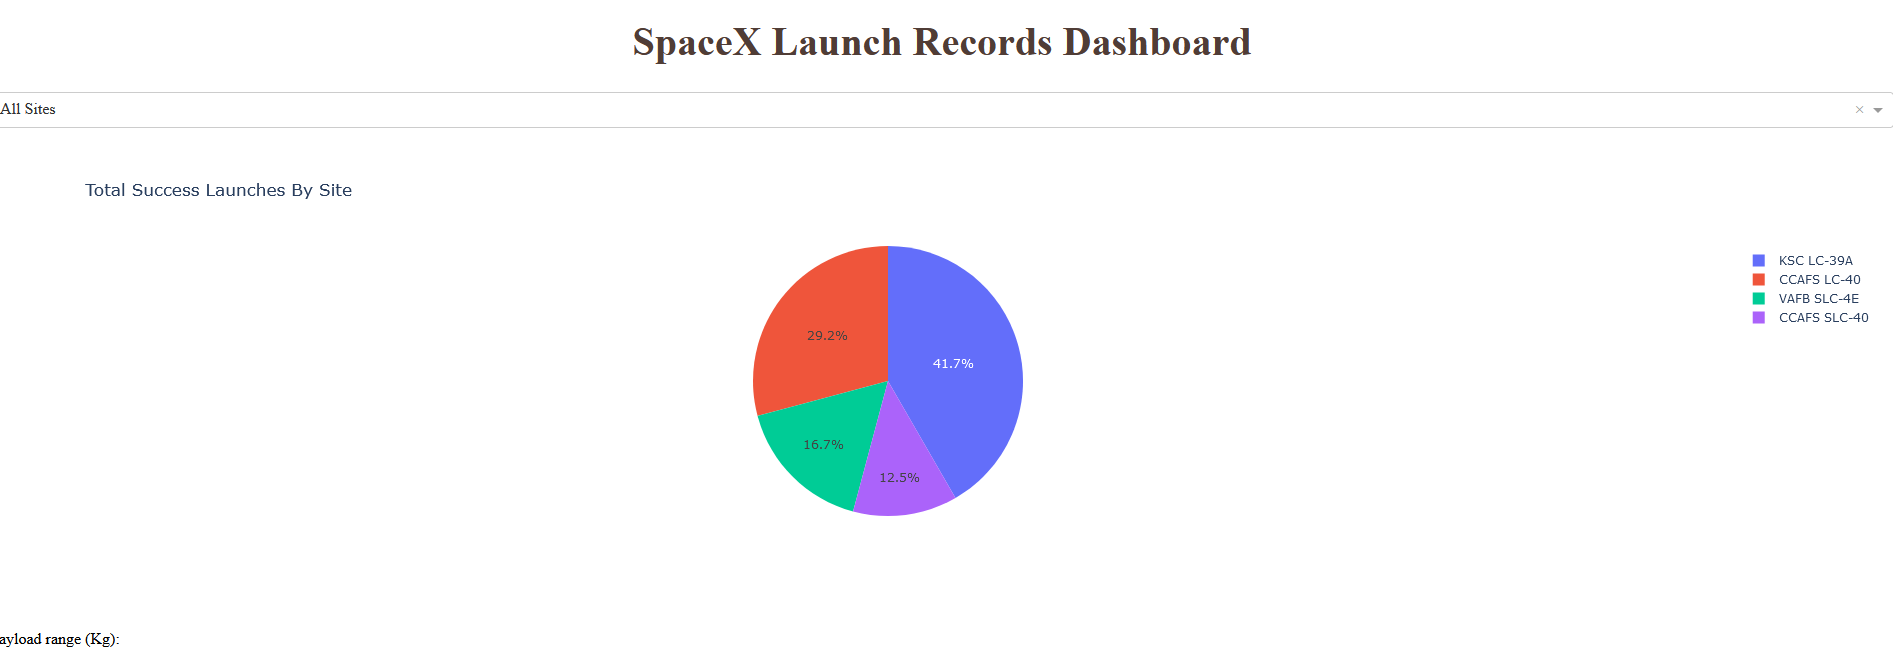 SpaceX Launch Records Dashboard
All Sites
×
Total Success Launches By Site
KSC LC-39A
CCAFS LC-40
VAFB SLC-4E
CCAFS SLC-40
29.2%
41.7%
16.7%
12.5%
ayload range (Kg):